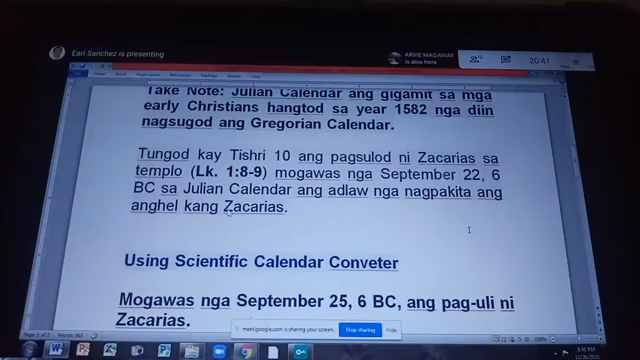 Earl Sanchez is presenting
ARVIE MAGAWAY
is also here
20:41
Take Note: Julian Calendar ang gigamit sa mga
early Christians hangtod sa year 1582 nga diin
nagsugod ang Gregorian Calendar.
Tungod kay Tishri 10 ang pagsulod ni Zacarias sa
templo (Lk. 1:8-9) mogawas nga September 22, 6
BC sa Julian Calendar ang adlaw nga nagpakita ang
anghel kang Zacarias.
Using Scientific Calendar Conveter
Mogawas nga September 25, 6 BC, ang pag-uli ni
Zacarias.
meet.google.com is sharing your screen.
Stop sharing
Hide